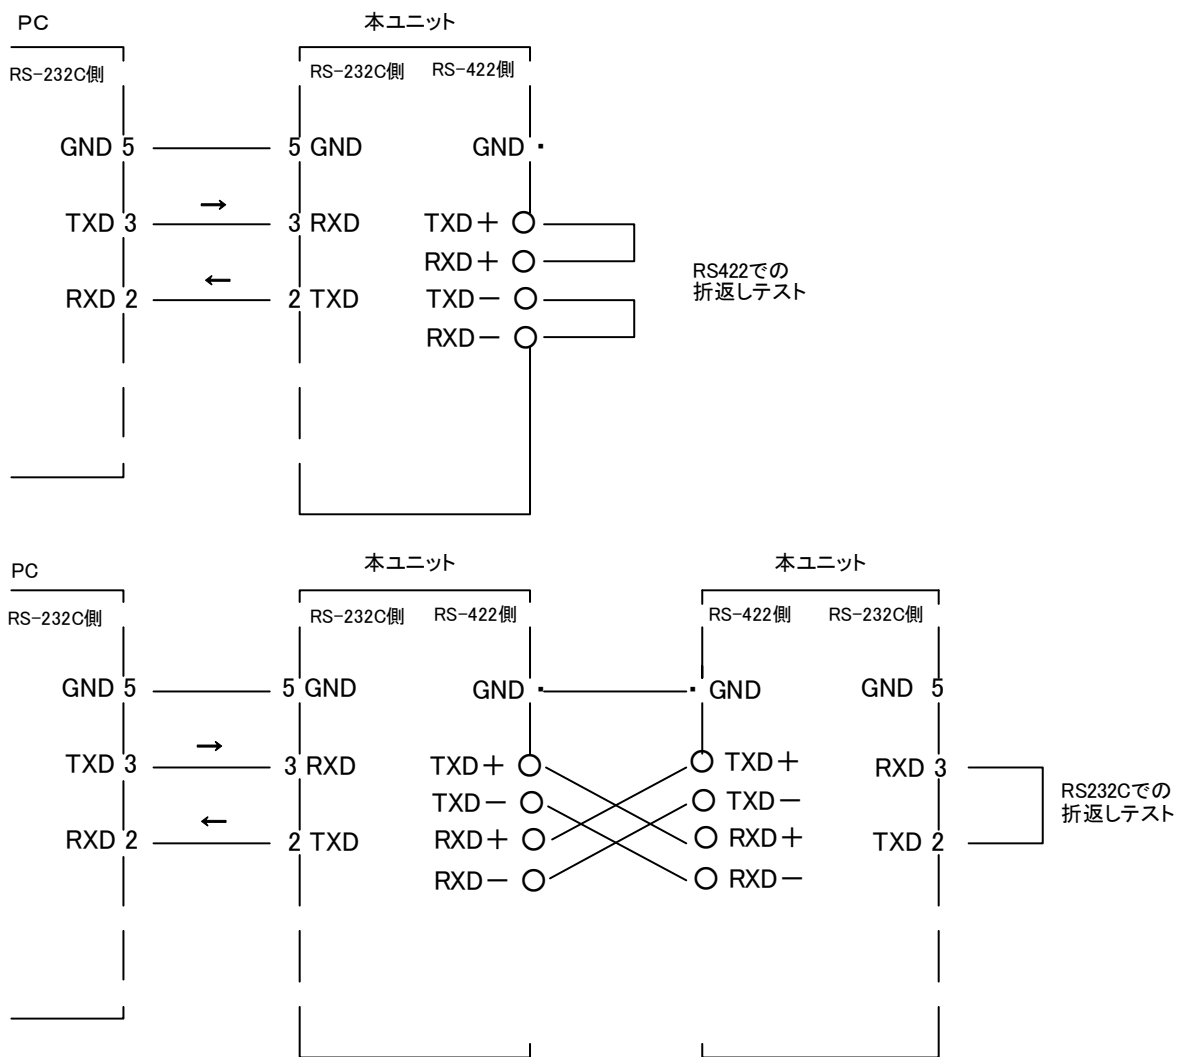 PC
本ユニット
RS-232C側
RS-232C側 RS-422側
GND 5
5 GND
GND
TXD 3
→
3 RXD
TXD+
RXD+
RXD 2
←
2 TXD
TXD-
RXD-
RS422での
折返しテスト
PC
本ユニット
本ユニット
RS-232C側
RS-232C側 RS-422側
RS-422側 RS-232C側
GND 5
5 GND
GND
GND
GND 5
TXD 3
→
3 RXD
TXD+
TXD+
RXD 3
TXD-
TXD-
RXD 2
←
2 TXD
RXD+
RXD+
TXD 2
RXD-
RXD-
RS232Cでの
折返しテスト